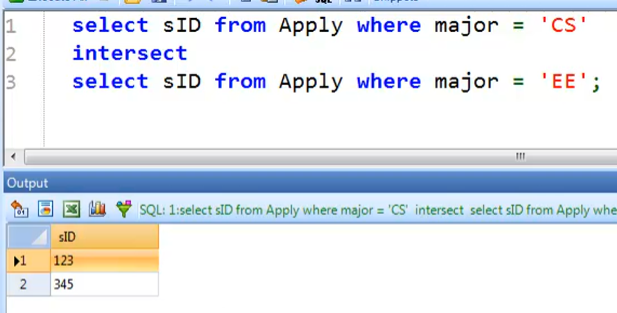 1 select sID from Apply where major = 'CS'
2 intersect
3 select sID from Apply where major = 'EE';
Output
SQL: 1:select sID from Apply where major = 'CS' intersect select sID from Apply whe
sID
1 123
2 345